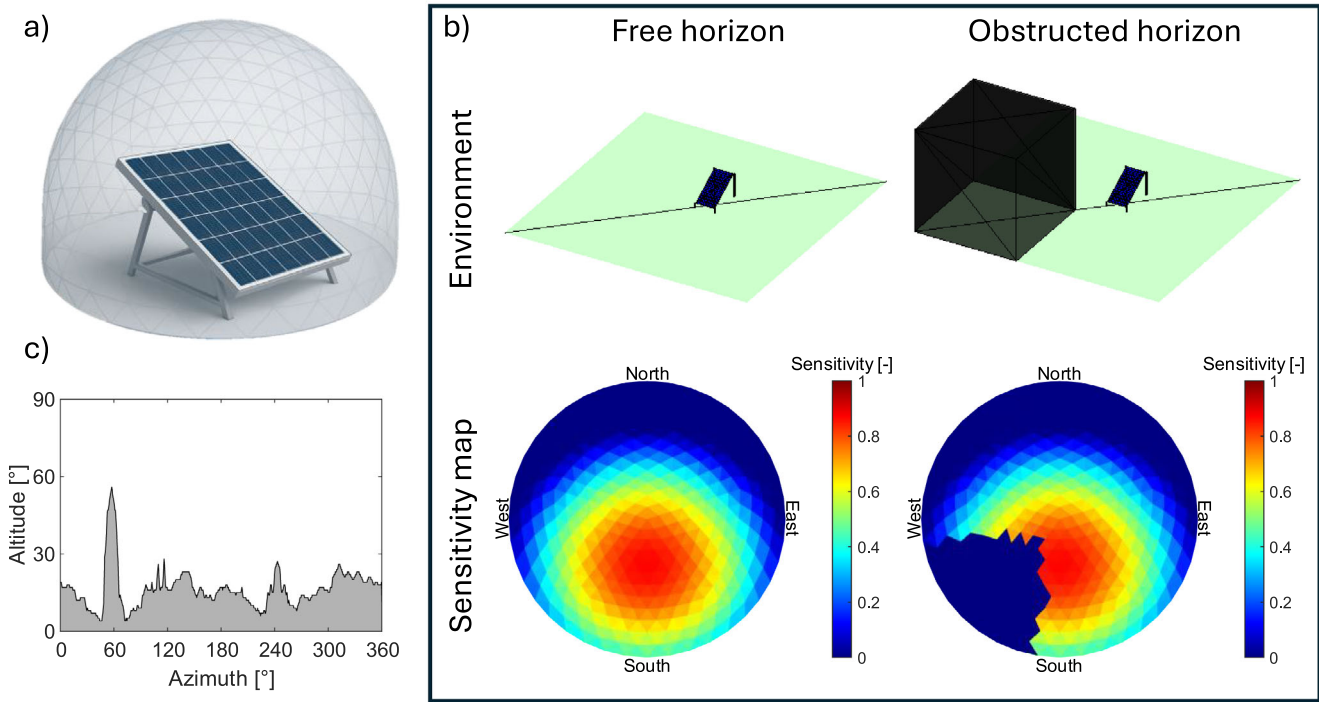 a)
b)
Free horizon
Obstructed horizon
Environment
c)
90
60
30
0
Altitude [°]
0 60 120 180 240 300 360
Azimuth [°]
Sensitivity map
North
West
East
South
Sensitivity [-]
1
0.8
0.6
0.4
0.2
0
North
West
East
South
Sensitivity [-]
1
0.8
0.6
0.4
0.2
0